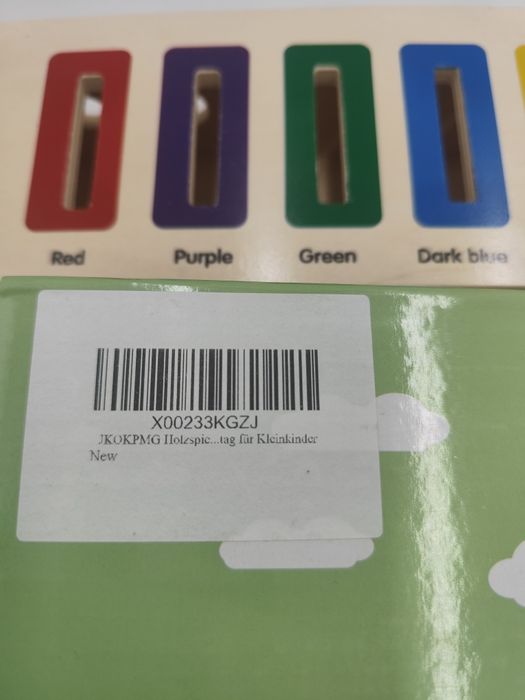 Red Purple Green Dark blue
X00233KGZJ
JKOKPMG Holzspie...tag für Kleinkinder
New